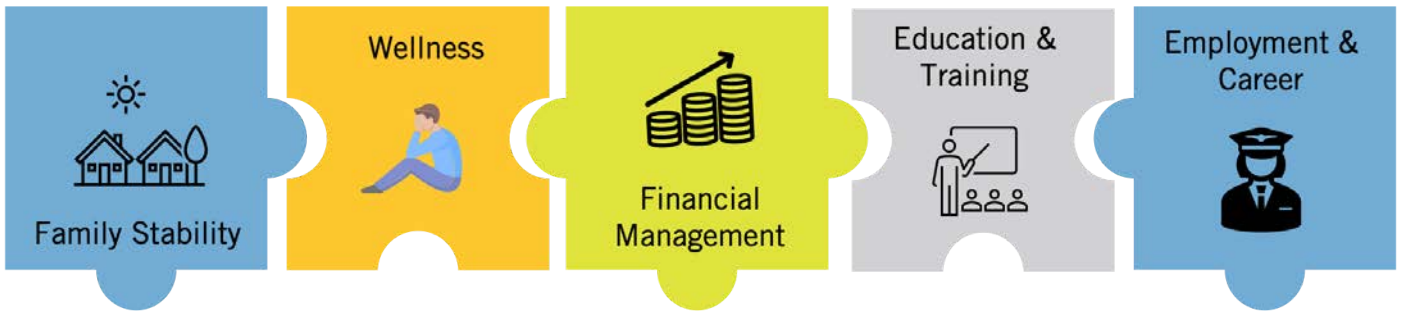 Family Stability
Wellness
Financial
Management
Education &
Training
Employment &
Career